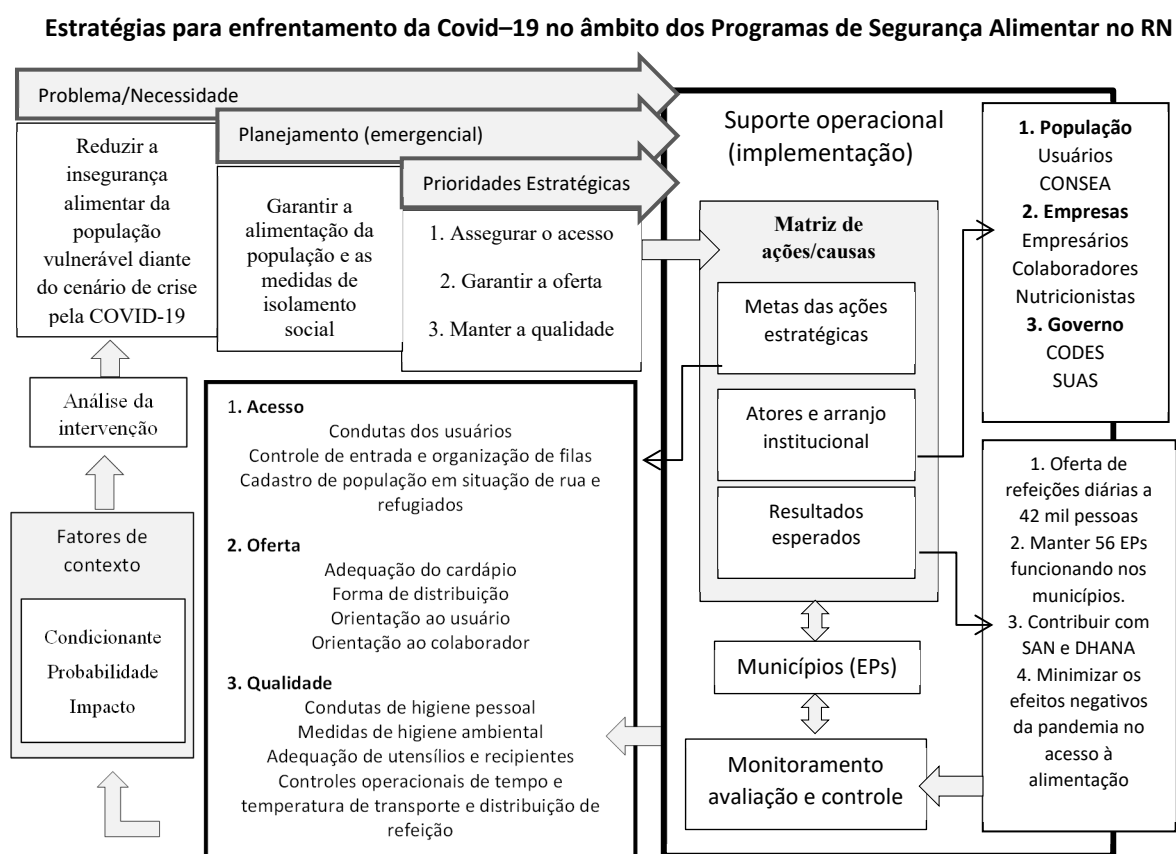 Estratégias para enfrentamento da Covid–19 no âmbito dos Programas de Segurança Alimentar no RN
Problema/Necessidade
Reduzir a
insegurança
alimentar da
população
vulnerável diante
do cenário de crise
pela COVID-19
Planejamento (emergencial)
Garantir a
alimentação da
população e as
medidas de
isolamento
social
Prioridades Estratégicas
1. Assegurar o acesso
2. Garantir a oferta
3. Manter a qualidade
Análise da
intervenção
Fatores de
contexto
Condicionante
Probabilidade
Impacto
1. Acesso
Condutas dos usuários
Controle de entrada e organização de filas
Cadastro de população em situação de rua e
refugiados
2. Oferta
Adequação do cardápio
Forma de distribuição
Orientação ao usuário
Orientação ao colaborador
3. Qualidade
Condutas de higiene pessoal
Medidas de higiene ambiental
Adequação de utensílios e recipientes
Controles operacionais de tempo e
temperatura de transporte e distribuição de
refeição
Suporte operacional
(implementação)
Matriz de
ações/causas
Metas das ações
estratégicas
Atores e arranjo
institucional
Resultados
esperados
Municípios (EPs)
Monitoramento
avaliação e controle
1. População
Usuários
CONSEA
2. Empresas
Empresários
Colaboradores
Nutricionistas
3. Governo
CODES
SUAS
1. Oferta de
refeições diárias a
42 mil pessoas
2. Manter 56 EPs
funcionando nos
municípios.
3. Contribuir com
SAN e DHANA
4. Minimizar os
efeitos negativos
da pandemia no
acesso à
alimentação